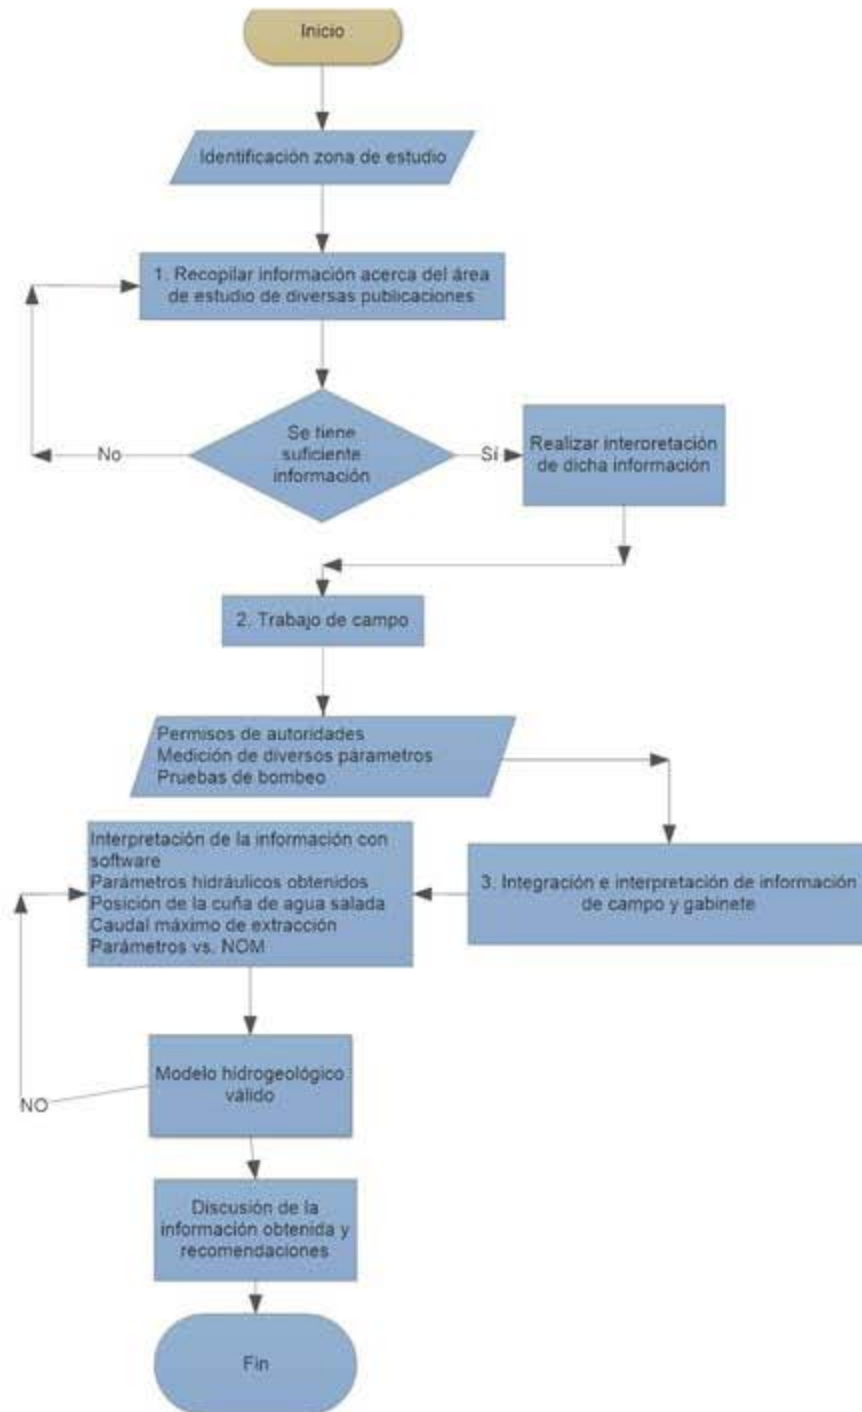 Inicio
Identificación zona de estudio
1. Recopilar información acerca del área
de estudio de diversas publicaciones
Se tiene
suficiente
información
No
Sí
Realizar interoretación
de dicha información
2. Trabajo de campo
Permisos de autoridades
Medición de diversos párametros
Pruebas de bombeo
3. Integración e interpretación de información
de campo y gabinete
Interpretación de la información con
software
Parámetros hidráulicos obtenidos
Posición de la cuña de agua salada
Caudal máximo de extracción
Parámetros vs. NOM
Modelo hidrogeológico
válido
NO
Discusión de la
información obtenida y
recomendaciones
Fin